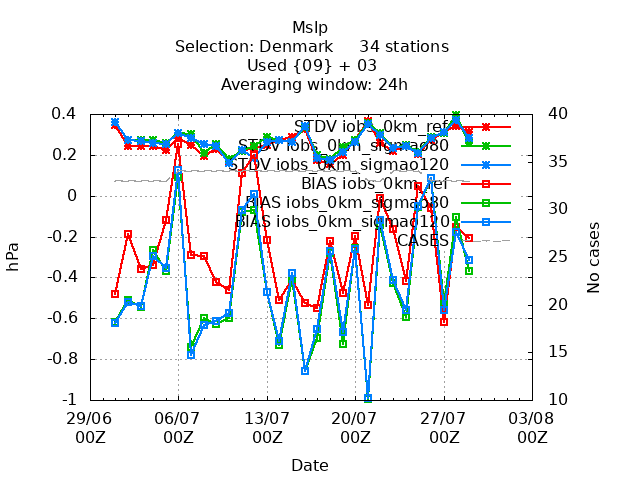 Mslp
Selection: Denmark     34 stations
Used {09} + 03
Averaging window: 24h
0.4
0.2
0
-0.2
-0.4
-0.6
-0.8
-1
40
35
30
25
20
15
10
hPa
No cases
STDV iobs_0km_ref
STDV iobs_0km_sigmao80
STDV iobs_0km_sigmao120
BIAS iobs_0km_ref
BIAS iobs_0km_sigmao80
BIAS iobs_0km_sigmao120
CASES
29/06 06/07 13/07 20/07 27/07 03/08
00Z 00Z 00Z 00Z 00Z 00Z
Date